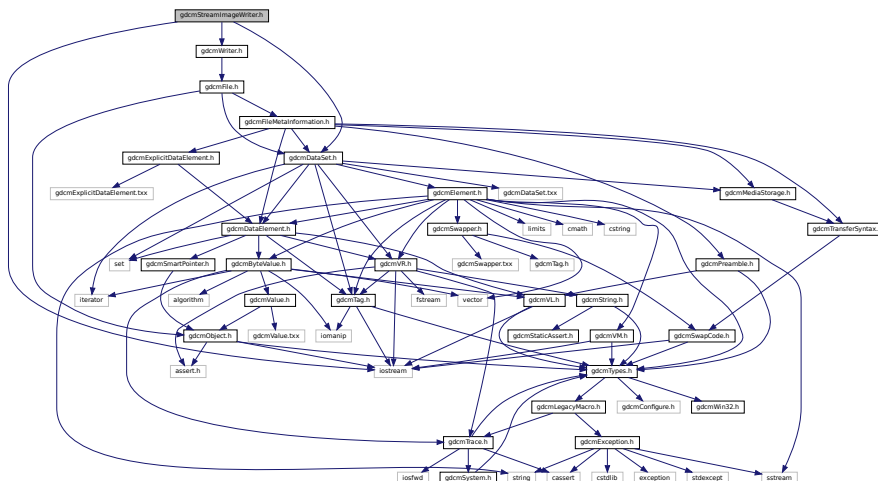 gdcmStreamImageWriter.h
gdcmWriter.h
gdcmFile.h
gdcmFileMetaInformation.h
gdcmExplicitDataElement.h
gdcmDataSet.h
gdcmExplicitDataElement.txx
gdcmElement.h
gdcmDataSet.txx
gdcmMediaStorage.h
gdcmDataElement.h
gdcmSwapper.h
limits
cmath
cstring
gdcmTransferSyntax.
set
gdcmSmartPointer.h
gdcmByteValue.h
gdcmVR.h
gdcmSwapper.txx
gdcmTag.h
gdcmPreamble.h
iterator
algorithm
gdcmValue.h
gdcmTag.h
fstream
vector
gdcmVL.h
gdcmString.h
gdcmObject.h
gdcmValue.txx
iomanip
gdcmStaticAssert.h
gdcmVM.h
gdcmSwapCode.h
assert.h
iostream
gdcmTypes.h
gdcmLegacyMacro.h
gdcmConfigure.h
gdcmWin32.h
gdcmTrace.h
gdcmException.h
iosfwd
gdcmSystem.h
string
cassert
cstdlib
exception
stdexcept
sstream